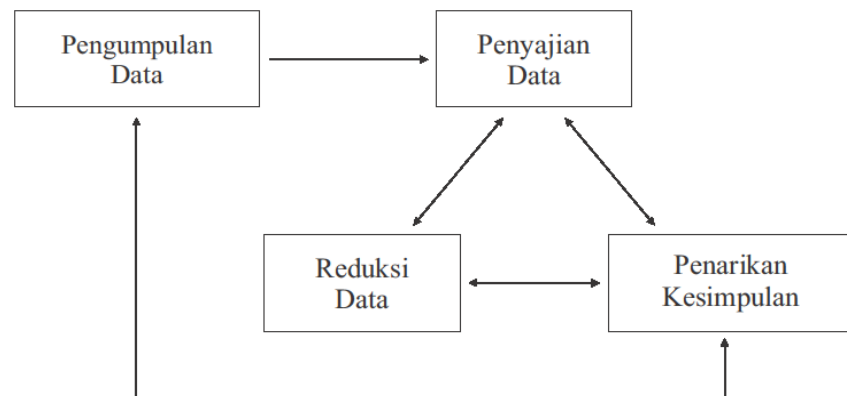 Pengumpulan
Data
Penyajian
Data
Reduksi
Data
Penarikan
Kesimpulan